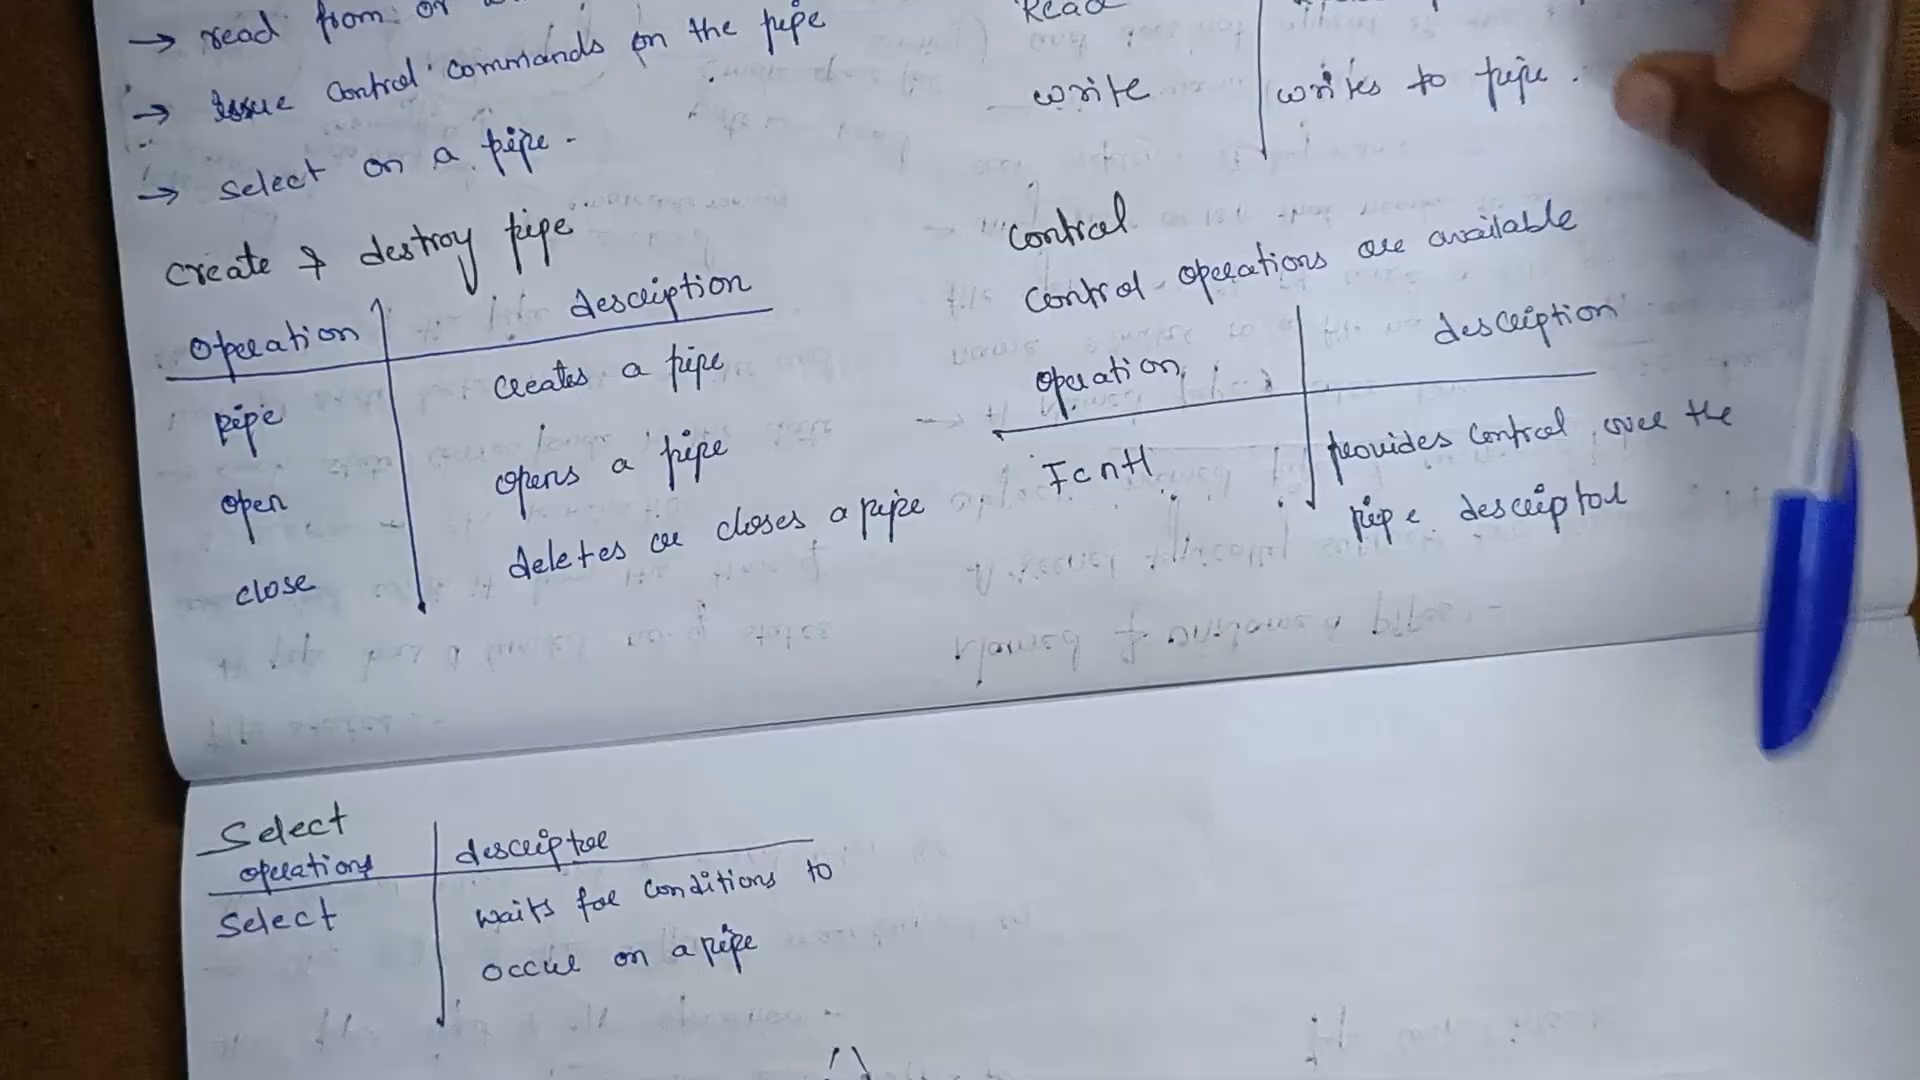 → read from or
→ Issue control commands on the pipe
→ select on a pipe -
create & destroy pipe
operation description
pipe creates a pipe
open opens a pipe
close deletes or closes a pipe
Read
write writes to pipe.
control
control operations are available
operation description
Fcntl provides control over the
pipe descriptor
Select
operations descriptor
select waits for conditions to
occur on a pipe